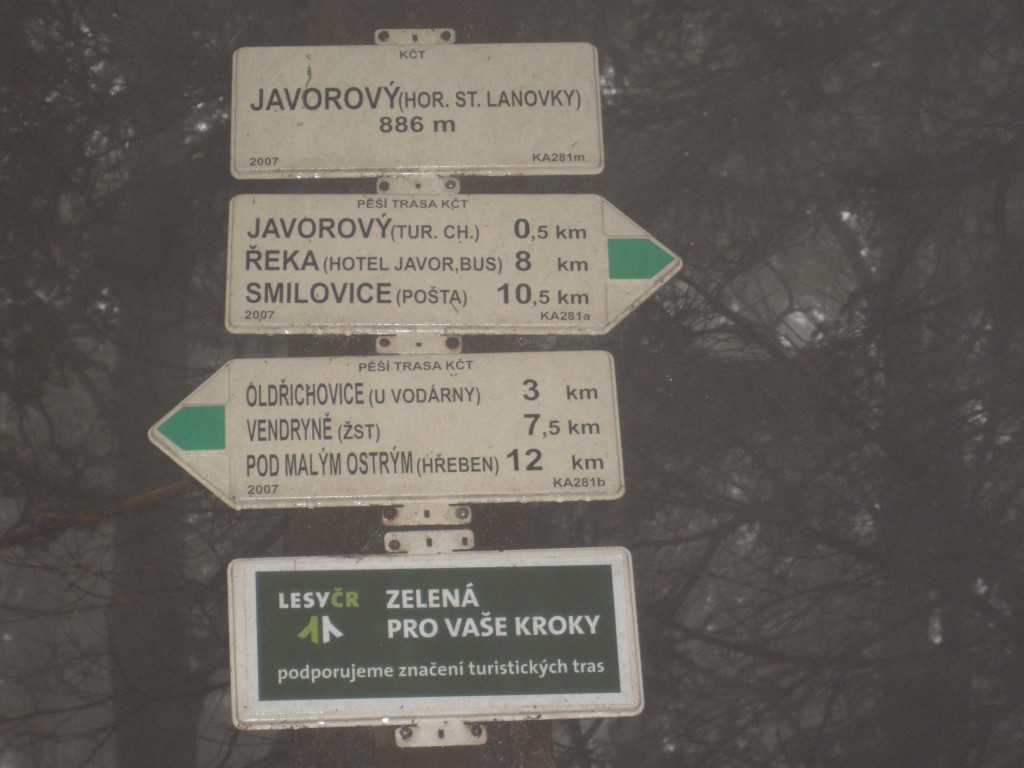 KČT
JAVOROVÝ(HOR. ST. LANOVKY)
886 m
2007 KA281m
PĚŠÍ TRASA KČT
JAVOROVÝ(TUR. CH.) 0,5 km
ŘEKA (HOTEL JAVOR,BUS) 8 km
SMILOVICE (POŠTA) 10,5 km
2007 KA281a
PĚŠÍ TRASA KČT
OLDŘICHOVICE (U VODÁRNY) 3 km
VENDRYNĚ (ŽST) 7,5 km
POD MALÝM OSTRÝM (HŘEBEN) 12 km
2007 KA281b
LESY ČR ZELENÁ
PRO VAŠE KROKY
podporujeme značení turistických tras